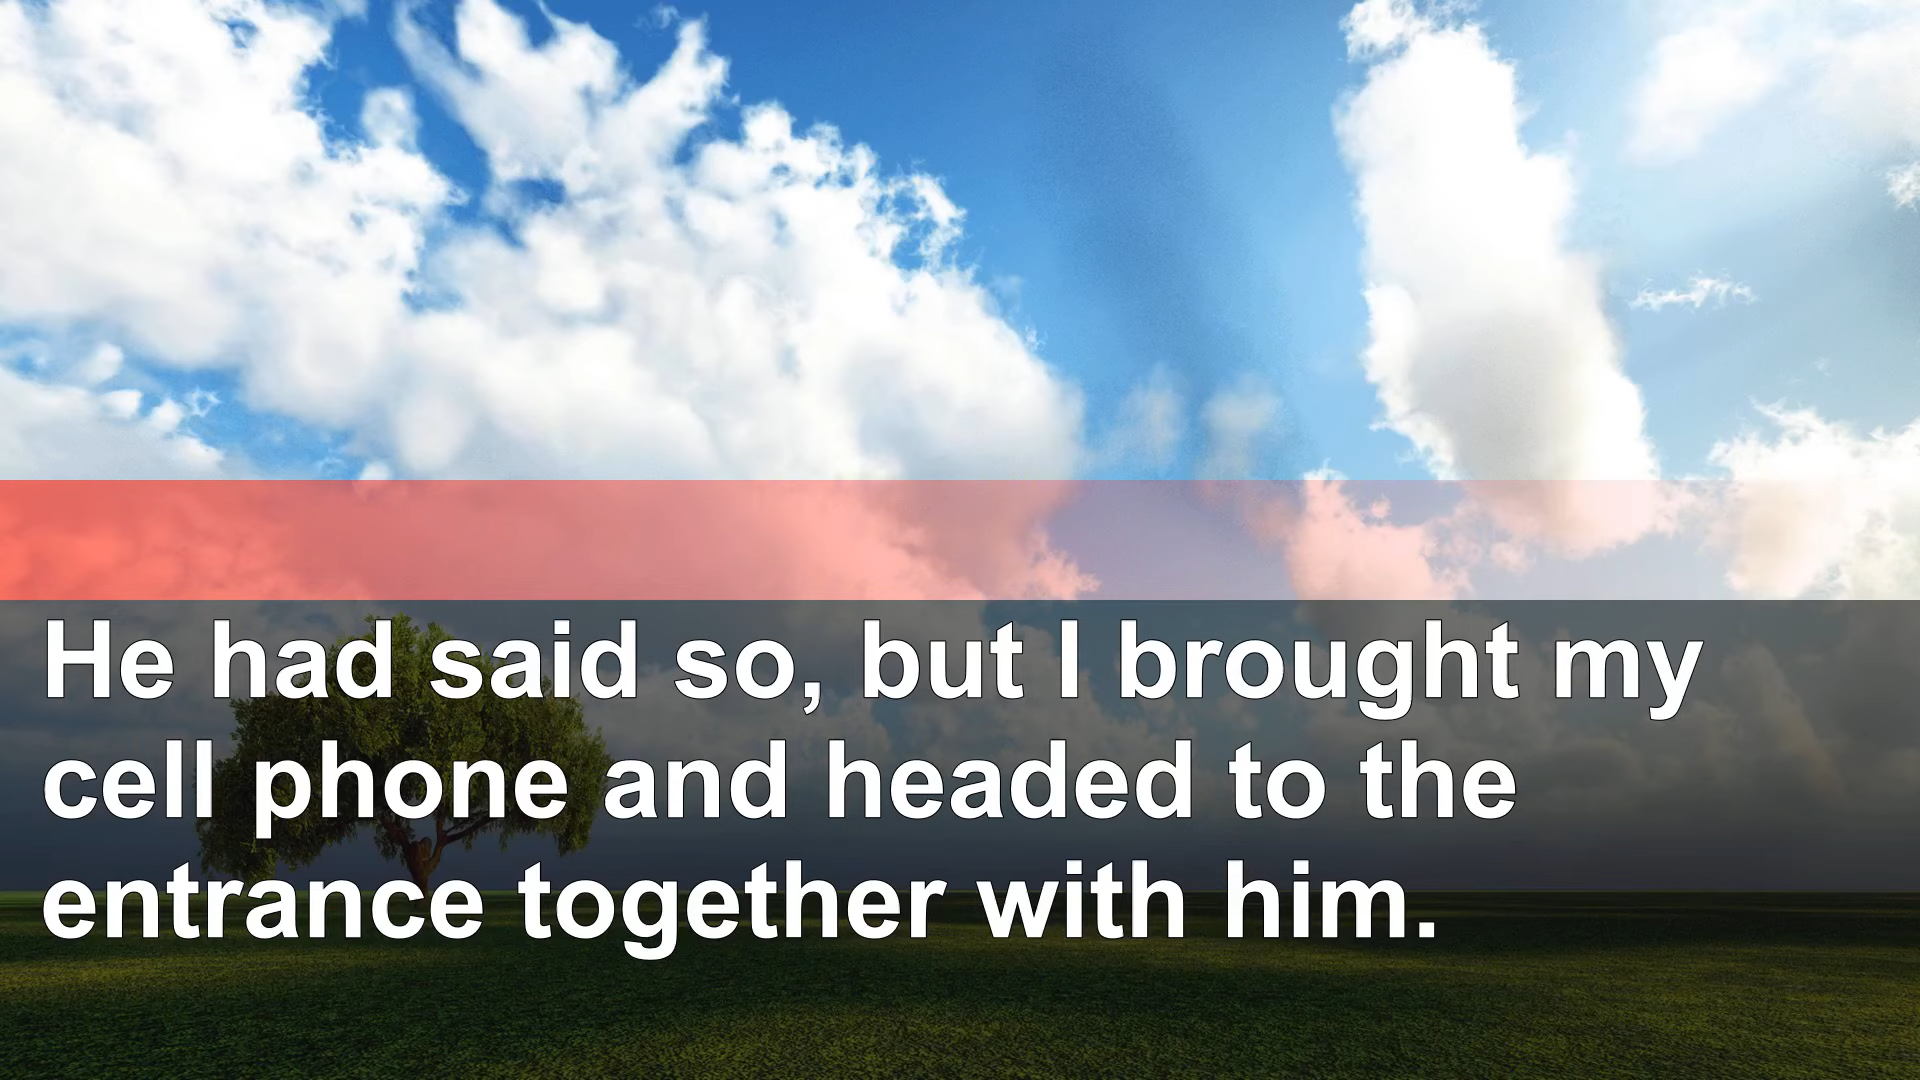 He had said so, but I brought my
cell phone and headed to the
entrance together with him.